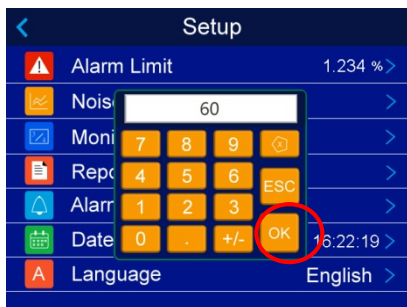 Setup
Alarm Limit 1.234 %
Nois
60
Moni
7 8 9
Repo
4 5 6 ESC
Alarr
1 2 3
Date 16:22:19
0 . +/- OK
A Language English